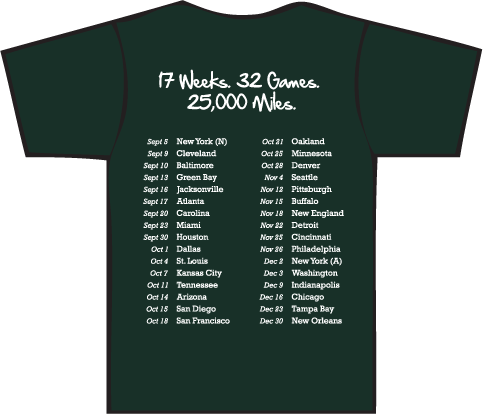 17 Weeks. 32 Games.
25,000 Miles.
Sept 5 New York (N)
Sept 9 Cleveland
Sept 10 Baltimore
Sept 13 Green Bay
Sept 16 Jacksonville
Sept 17 Atlanta
Sept 20 Carolina
Sept 23 Miami
Sept 30 Houston
Oct 1 Dallas
Oct 4 St. Louis
Oct 7 Kansas City
Oct 11 Tennessee
Oct 14 Arizona
Oct 15 San Diego
Oct 18 San Francisco
Oct 21 Oakland
Oct 25 Minnesota
Oct 28 Denver
Nov 4 Seattle
Nov 12 Pittsburgh
Nov 15 Buffalo
Nov 18 New England
Nov 22 Detroit
Nov 25 Cincinnati
Nov 26 Philadelphia
Dec 2 New York (A)
Dec 3 Washington
Dec 9 Indianapolis
Dec 16 Chicago
Dec 23 Tampa Bay
Dec 30 New Orleans